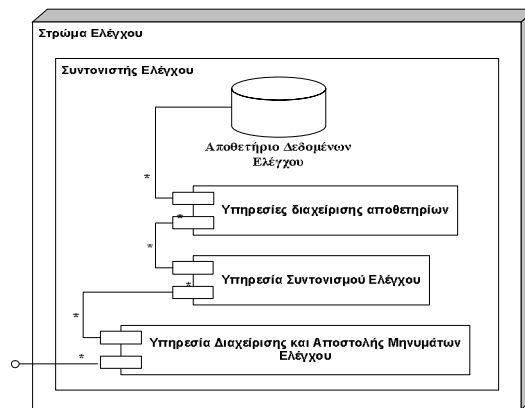 Στρώμα Ελέγχου
Συντονιστής Ελέγχου
Αποθετήριο Δεδομένων
Ελέγχου
*
Υπηρεσίες διαχείρισης αποθετηρίων
*
*
Υπηρεσία Συντονισμού Ελέγχου
*
*
Υπηρεσία Διαχείρισης και Αποστολής Μηνυμάτων
Ελέγχου
*